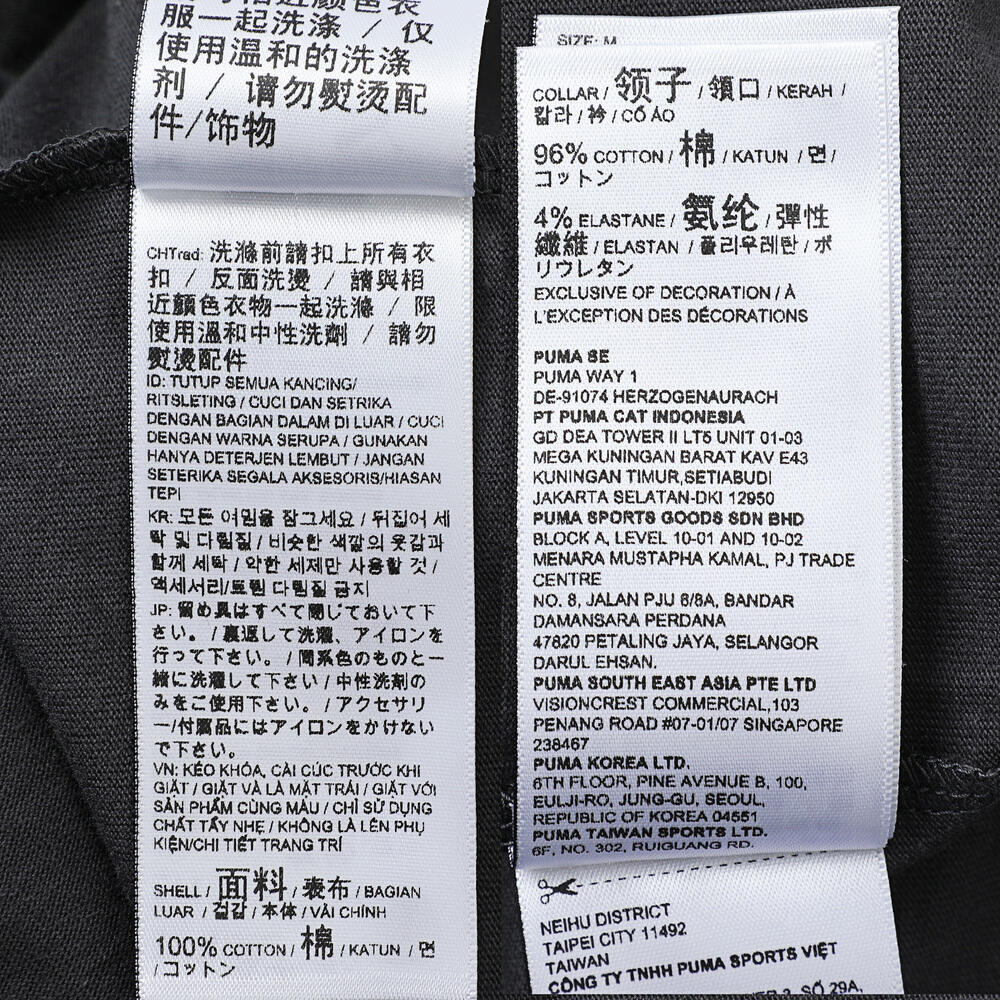 服一起洗涤 / 仅
使用温和的洗涤
剂 / 请勿熨烫配
件/饰物
CHTrad: 洗滌前請扣上所有衣
扣 / 反面洗燙 / 請與相
近顏色衣物一起洗滌 / 限
使用溫和中性洗劑 / 請勿
熨燙配件
ID: TUTUP SEMUA KANCING/
RITSLETING / CUCI DAN SETRIKA
DENGAN BAGIAN DALAM DI LUAR / CUCI
DENGAN WARNA SERUPA / GUNAKAN
HANYA DETERJEN LEMBUT / JANGAN
SETERIKA SEGALA AKSESORIS/HIASAN
TEPI
KR: 모든 여밈을 잠그세요 / 뒤집어 세
탁 및 다림질 / 비슷한 색깔의 옷감과
함께 세탁 / 약한 세제만 사용할 것 /
액세서리/트림 다림질 금지
JP: 留め具はすべて閉じておいて下
さい。 / 裏返して洗濯、アイロンを
行って下さい。 / 同系色のものと一
緒に洗濯して下さい / 中性洗剤の
みをご使用下さい。 / アクセサリ
ー/付属品にはアイロンをかけない
で下さい。
VN: KÉO KHÓA, CÀI CÚC TRƯỚC KHI
GIẶT / GIẶT VÀ LÀ MẶT TRÁI / GIẶT VỚI
SẢN PHẨM CÙNG MÀU / CHỈ SỬ DỤNG
CHẤT TẨY NHẸ / KHÔNG LÀ LÊN PHỤ
KIỆN/CHI TIẾT TRANG TRÍ
SHELL / 面料 / 表布 / BAGIAN
LUAR / 겉감 / 本体 / VẢI CHÍNH
100% COTTON / 棉 / KATUN / 면
/ コットン
SIZE: M
COLLAR / 领子 / 領口 / KERAH /
칼라 / 衿 / CỔ ÁO
96% COTTON / 棉 / KATUN / 면 /
コットン
4% ELASTANE / 氨纶 / 彈性
纖維 / ELASTAN / 폴리우레탄 / ポ
リウレタン
EXCLUSIVE OF DECORATION / À
L'EXCEPTION DES DÉCORATIONS
PUMA SE
PUMA WAY 1
DE-91074 HERZOGENAURACH
PT PUMA CAT INDONESIA
GD DEA TOWER II LT5 UNIT 01-03
MEGA KUNINGAN BARAT KAV E43
KUNINGAN TIMUR,SETIABUDI
JAKARTA SELATAN-DKI 12950
PUMA SPORTS GOODS SDN BHD
BLOCK A, LEVEL 10-01 AND 10-02
MENARA MUSTAPHA KAMAL, PJ TRADE
CENTRE
NO. 8, JALAN PJU 8/8A, BANDAR
DAMANSARA PERDANA
47820 PETALING JAYA, SELANGOR
DARUL EHSAN.
PUMA SOUTH EAST ASIA PTE LTD
VISIONCREST COMMERCIAL,103
PENANG ROAD #07-01/07 SINGAPORE
238467
PUMA KOREA LTD.
6TH FLOOR, PINE AVENUE B, 100,
EULJI-RO, JUNG-GU, SEOUL,
REPUBLIC OF KOREA 04551
PUMA TAIWAN SPORTS LTD.
6F, NO. 302, RUIGUANG RD.
NEIHU DISTRICT
TAIPEI CITY 11492
TAIWAN
CÔNG TY TNHH PUMA SPORTS VIỆT
3, SỐ 29A,